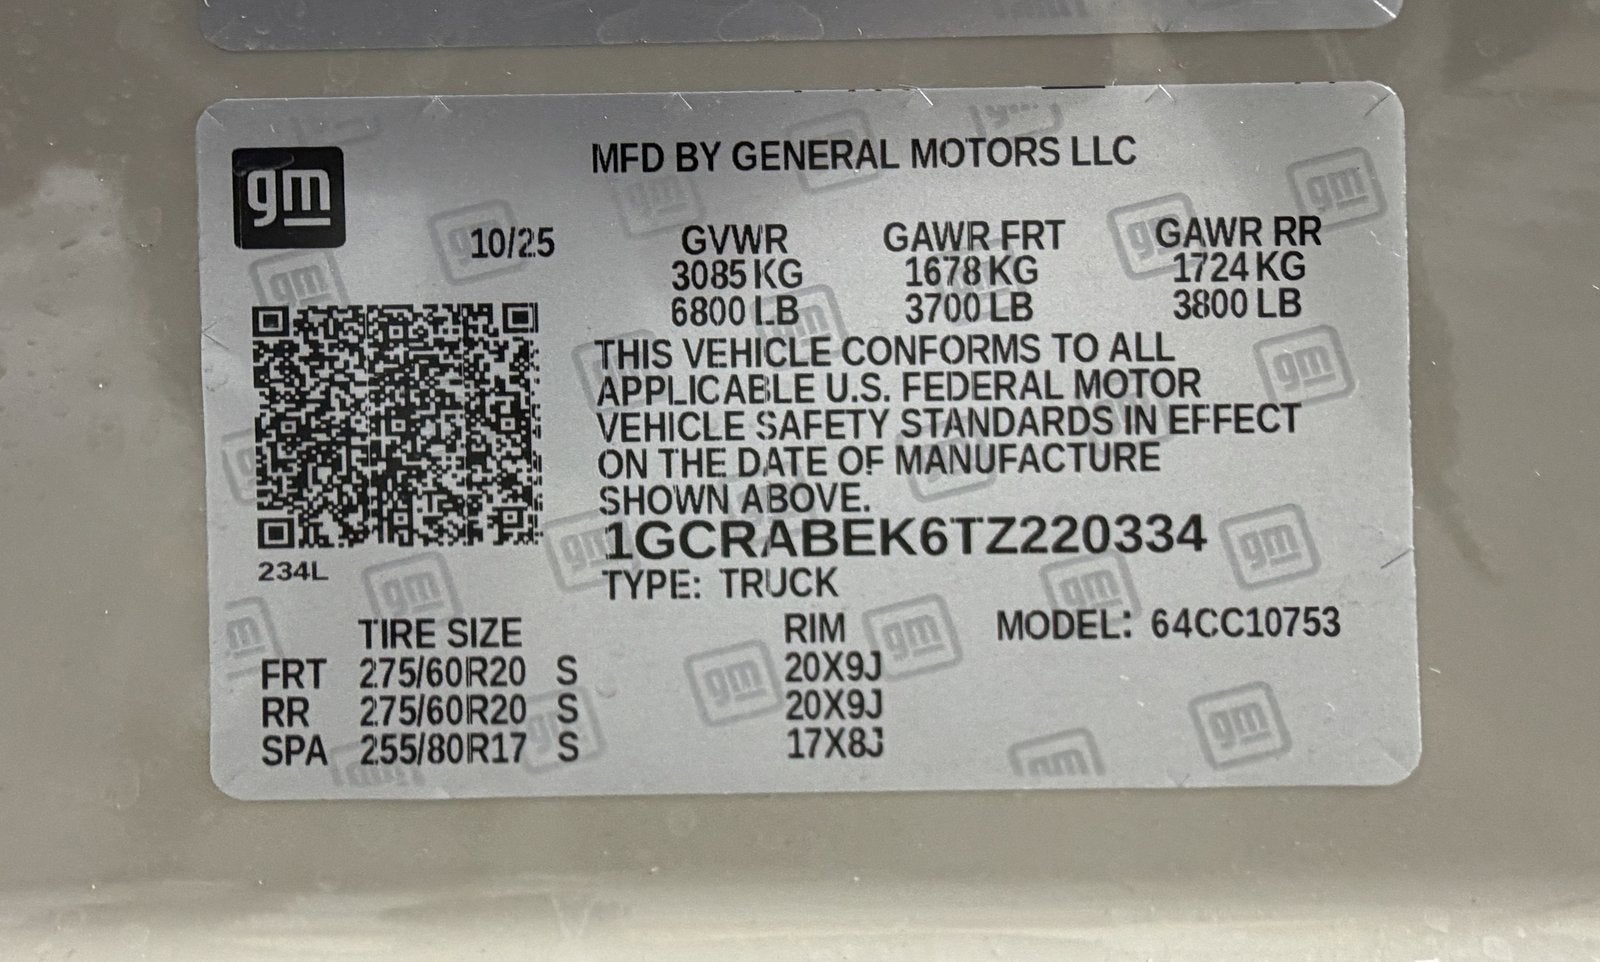 gm
MFD BY GENERAL MOTORS LLC
10/25 GVWR GAWR FRT GAWR RR
3085 KG 1678 KG 1724 KG
6800 LB 3700 LB 3800 LB
THIS VEHICLE CONFORMS TO ALL
APPLICABLE U.S. FEDERAL MOTOR
VEHICLE SAFETY STANDARDS IN EFFECT
ON THE DATE OF MANUFACTURE
SHOWN ABOVE.
1GCRABEK6TZ220334
234L
TYPE: TRUCK
TIRE SIZE RIM MODEL: 64CC10753
FRT 275/60R20 S 20X9J
RR 275/60R20 S 20X9J
SPA 255/80R17 S 17X8J